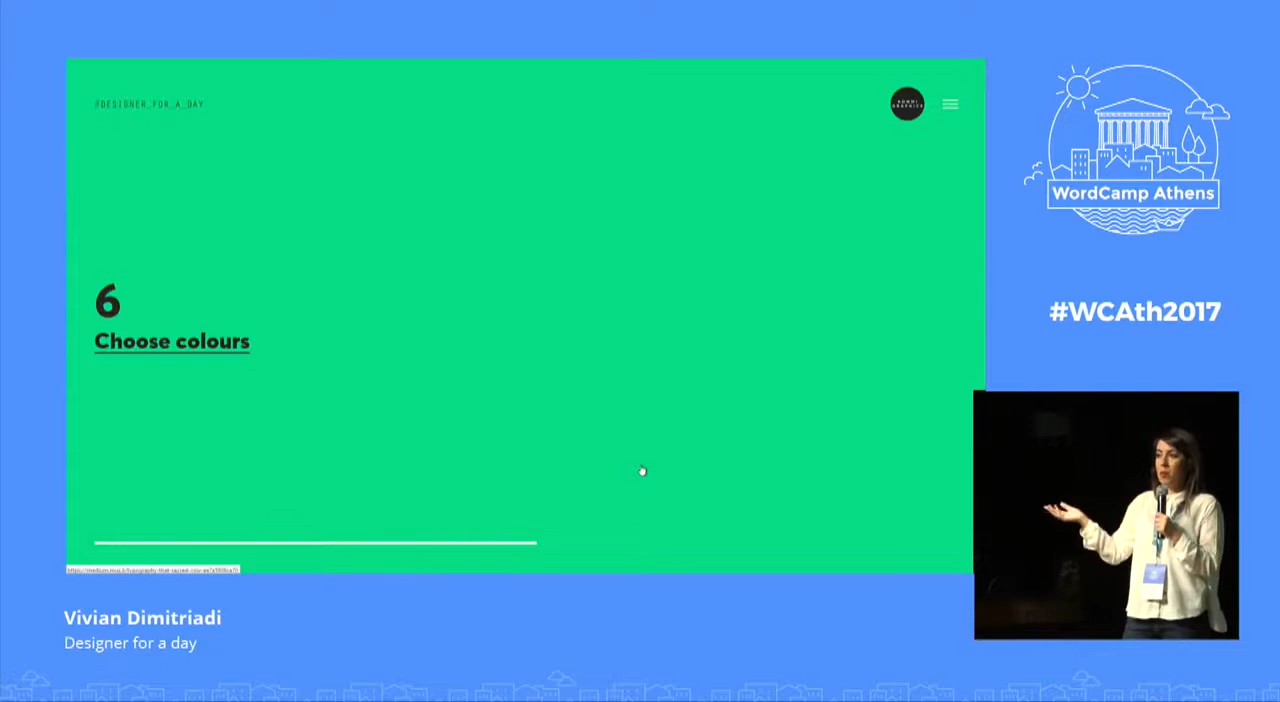 //DESIGNER_FOR_A_DAY
6
Choose colours
WordCamp Athens
#WCAth2017
Vivian Dimitriadi
Designer for a day